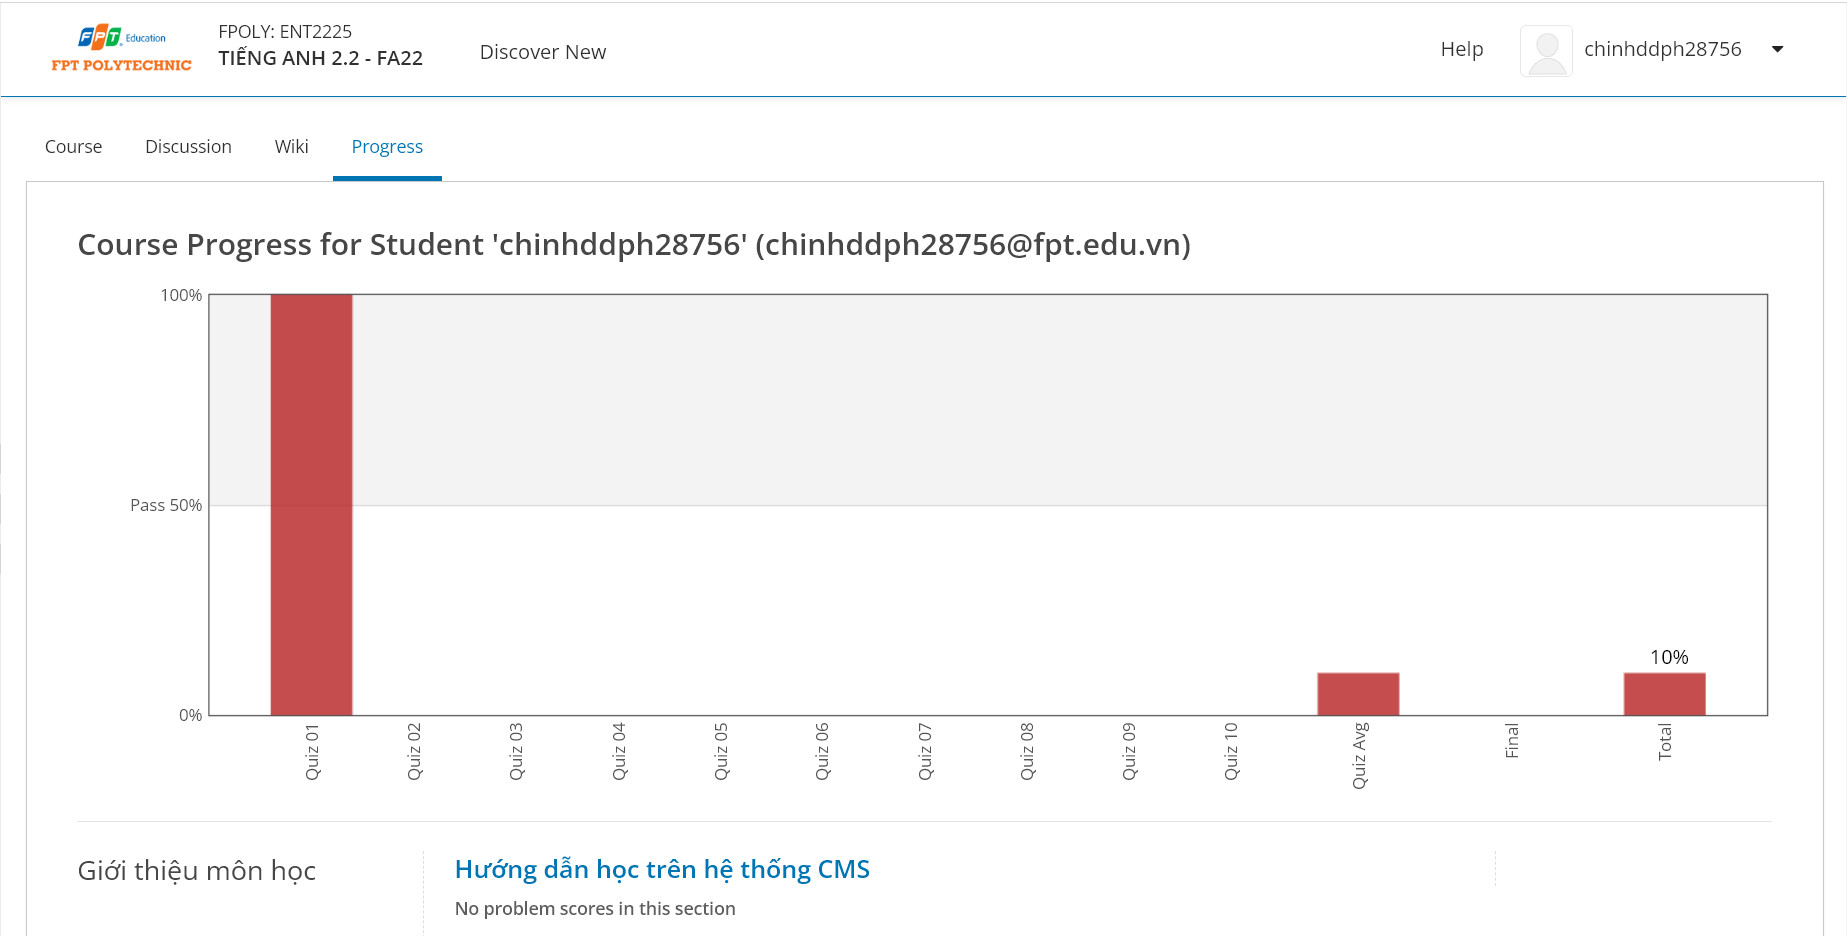 FPT Education
FPT POLYTECHNIC
FPOLY: ENT2225
TIẾNG ANH 2.2 - FA22
Discover New
Help
chinhddph28756
Course
Discussion
Wiki
Progress
Course Progress for Student 'chinhddph28756' (chinhddph28756@fpt.edu.vn)
100%
Pass 50%
0%
10%
Quiz 01
Quiz 02
Quiz 03
Quiz 04
Quiz 05
Quiz 06
Quiz 07
Quiz 08
Quiz 09
Quiz 10
Quiz Avg
Final
Total
Giới thiệu môn học
Hướng dẫn học trên hệ thống CMS
No problem scores in this section